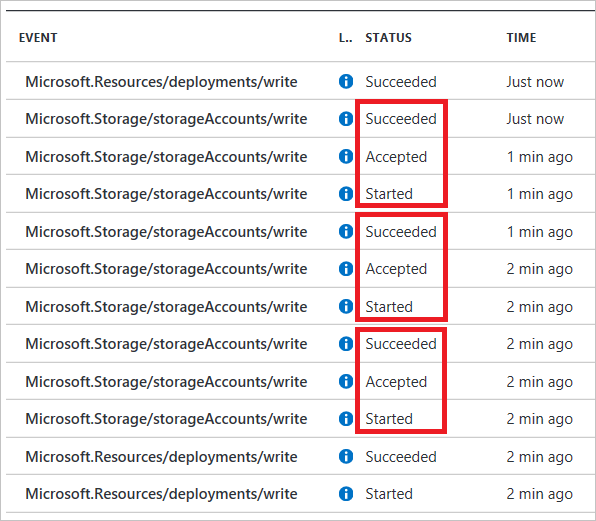 EVENT L.. STATUS TIME
Microsoft.Resources/deployments/write Succeeded Just now
Microsoft.Storage/storageAccounts/write Succeeded Just now
Microsoft.Storage/storageAccounts/write Accepted 1 min ago
Microsoft.Storage/storageAccounts/write Started 1 min ago
Microsoft.Storage/storageAccounts/write Succeeded 1 min ago
Microsoft.Storage/storageAccounts/write Accepted 2 min ago
Microsoft.Storage/storageAccounts/write Started 2 min ago
Microsoft.Storage/storageAccounts/write Succeeded 2 min ago
Microsoft.Storage/storageAccounts/write Accepted 2 min ago
Microsoft.Storage/storageAccounts/write Started 2 min ago
Microsoft.Resources/deployments/write Succeeded 2 min ago
Microsoft.Resources/deployments/write Started 2 min ago